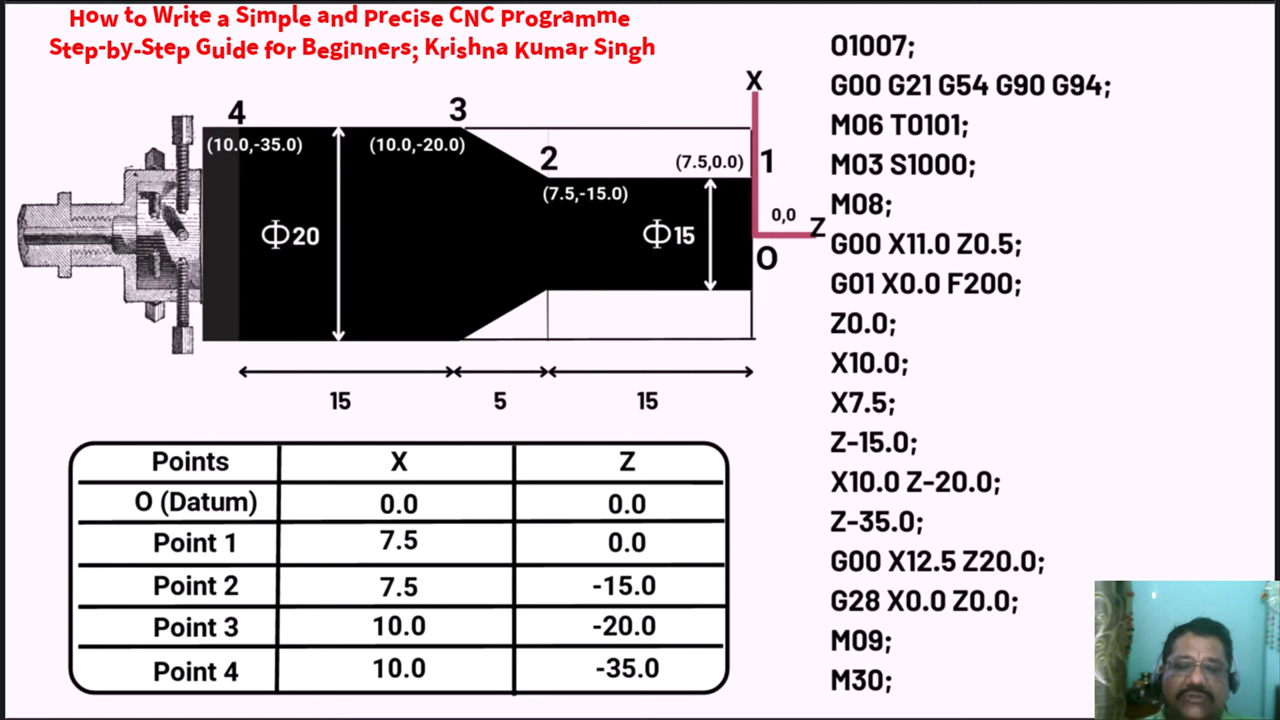 How to Write a Simple and Precise CNC Programme
Step-by-Step Guide for Beginners; Krishna Kumar Singh
4
3
(10.0,-35.0)
(10.0,-20.0)
2
(7.5,0.0)
1
(7.5,-15.0)
X
0,0
Z
O
Φ20
Φ15
15
5
15
Points X Z
O (Datum) 0.0 0.0
Point 1 7.5 0.0
Point 2 7.5 -15.0
Point 3 10.0 -20.0
Point 4 10.0 -35.0
O1007;
G00 G21 G54 G90 G94;
M06 T0101;
M03 S1000;
M08;
G00 X11.0 Z0.5;
G01 X0.0 F200;
Z0.0;
X10.0;
X7.5;
Z-15.0;
X10.0 Z-20.0;
Z-35.0;
G00 X12.5 Z20.0;
G28 X0.0 Z0.0;
M09;
M30;